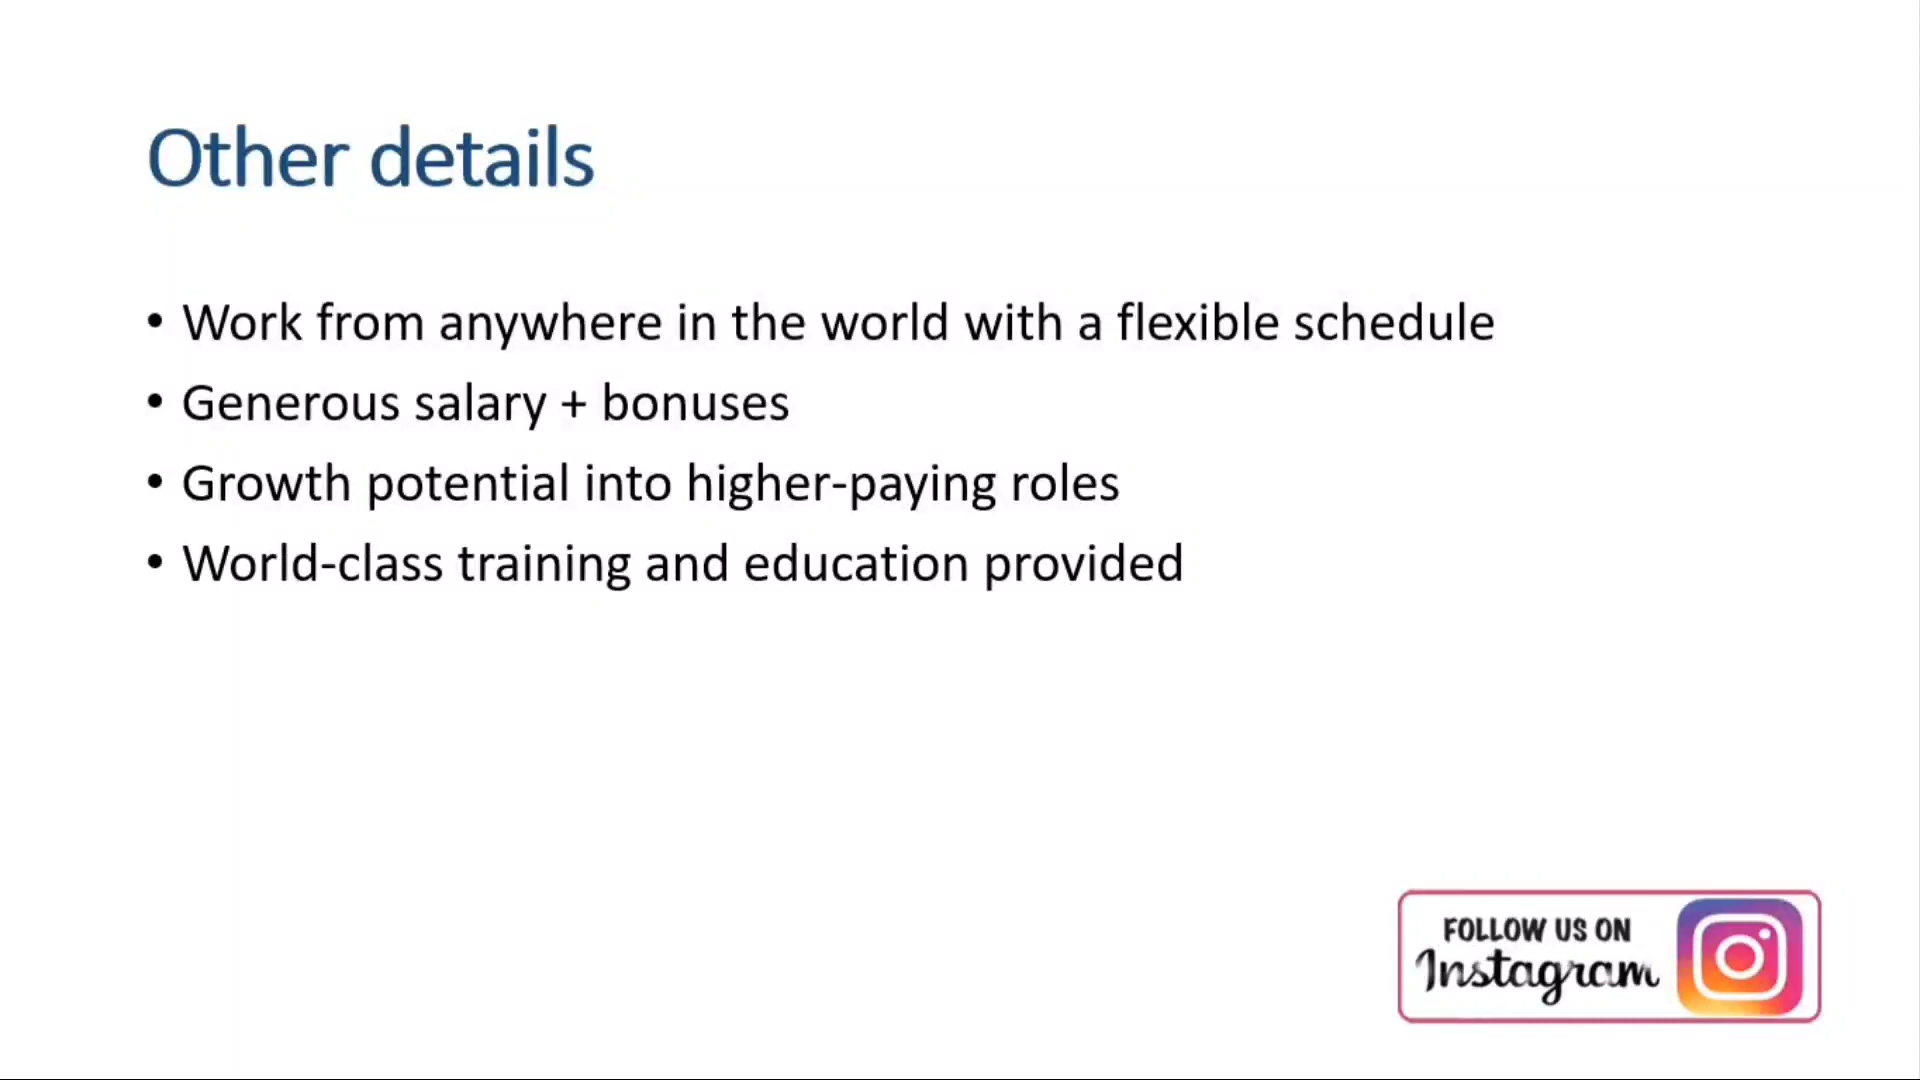 Other details
• Work from anywhere in the world with a flexible schedule
• Generous salary + bonuses
• Growth potential into higher-paying roles
• World-class training and education provided
FOLLOW US ON
Instagram